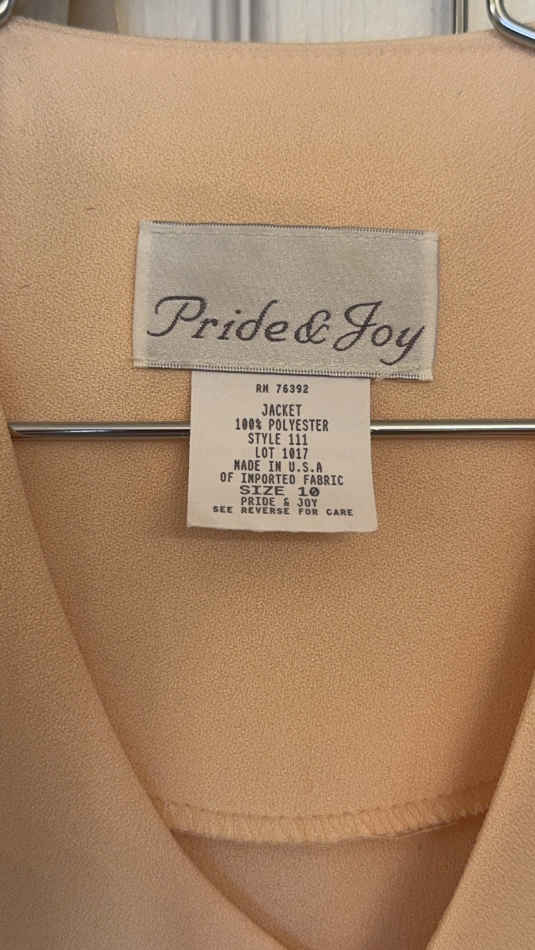 Pride & Joy
RN 76392
JACKET
100% POLYESTER
STYLE 111
LOT 1017
MADE IN U.S.A
OF IMPORTED FABRIC
SIZE 10
PRIDE & JOY
SEE REVERSE FOR CARE